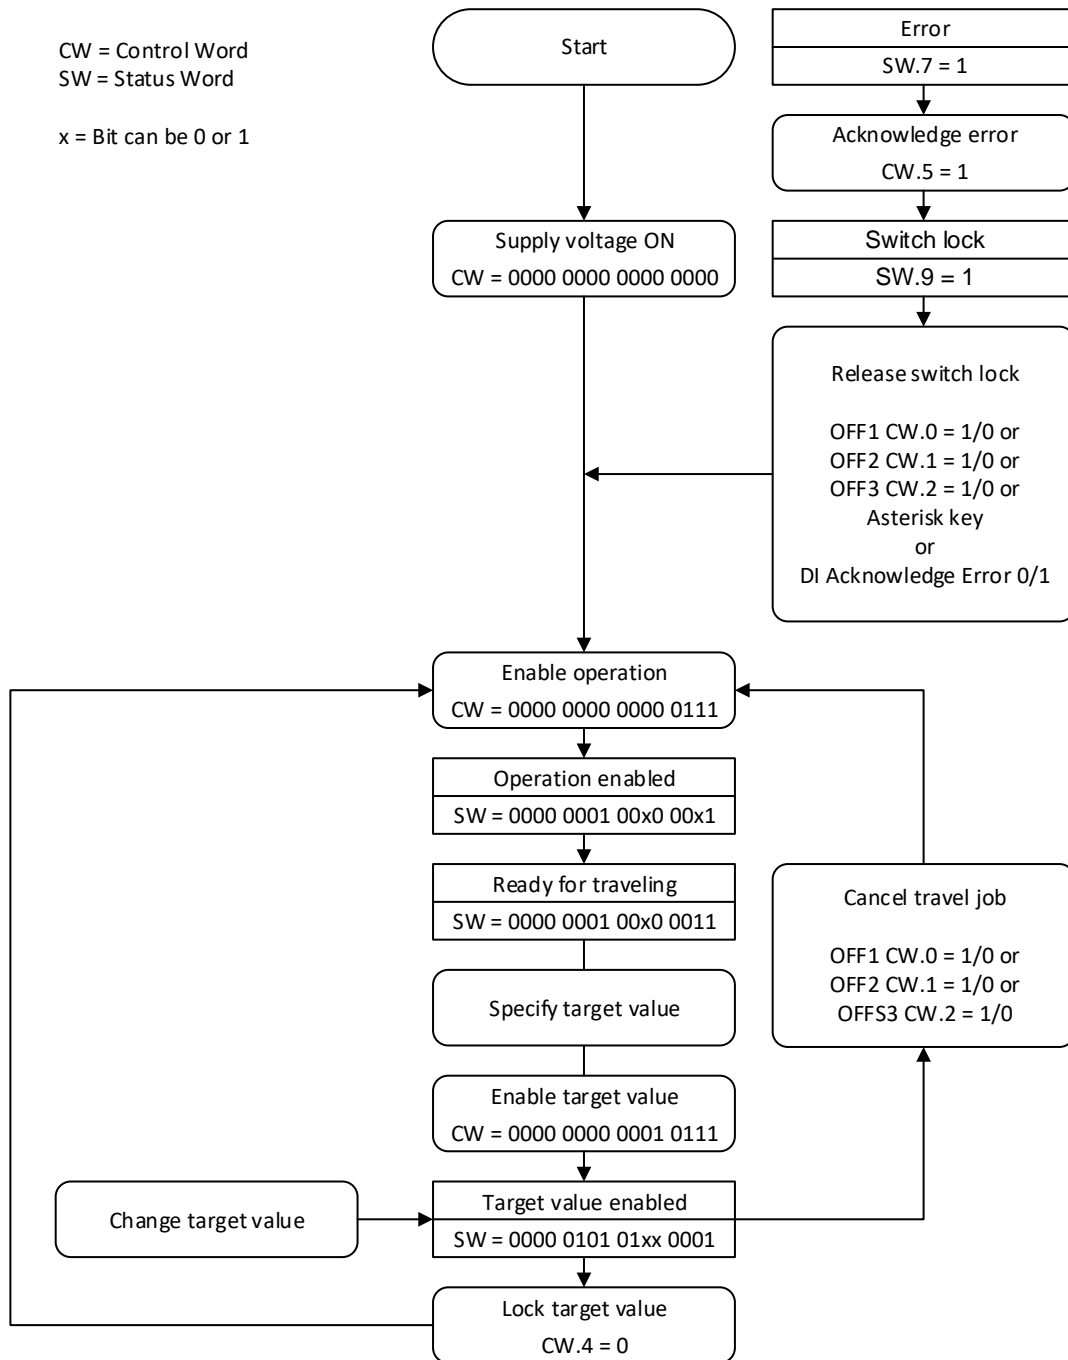 CW = Control Word
SW = Status Word
x = Bit can be 0 or 1
Start
Supply voltage ON
CW = 0000 0000 0000 0000
Error
SW.7 = 1
Acknowledge error
CW.5 = 1
Switch lock
SW.9 = 1
Release switch lock
OFF1 CW.0 = 1/0 or
OFF2 CW.1 = 1/0 or
OFF3 CW.2 = 1/0 or
Asterisk key
or
DI Acknowledge Error 0/1
Enable operation
CW = 0000 0000 0000 0111
Operation enabled
SW = 0000 0001 00x0 00x1
Ready for traveling
SW = 0000 0001 00x0 0011
Specify target value
Enable target value
CW = 0000 0000 0001 0111
Cancel travel job
OFF1 CW.0 = 1/0 or
OFF2 CW.1 = 1/0 or
OFFS3 CW.2 = 1/0
Change target value
Target value enabled
SW = 0000 0101 01xx 0001
Lock target value
CW.4 = 0